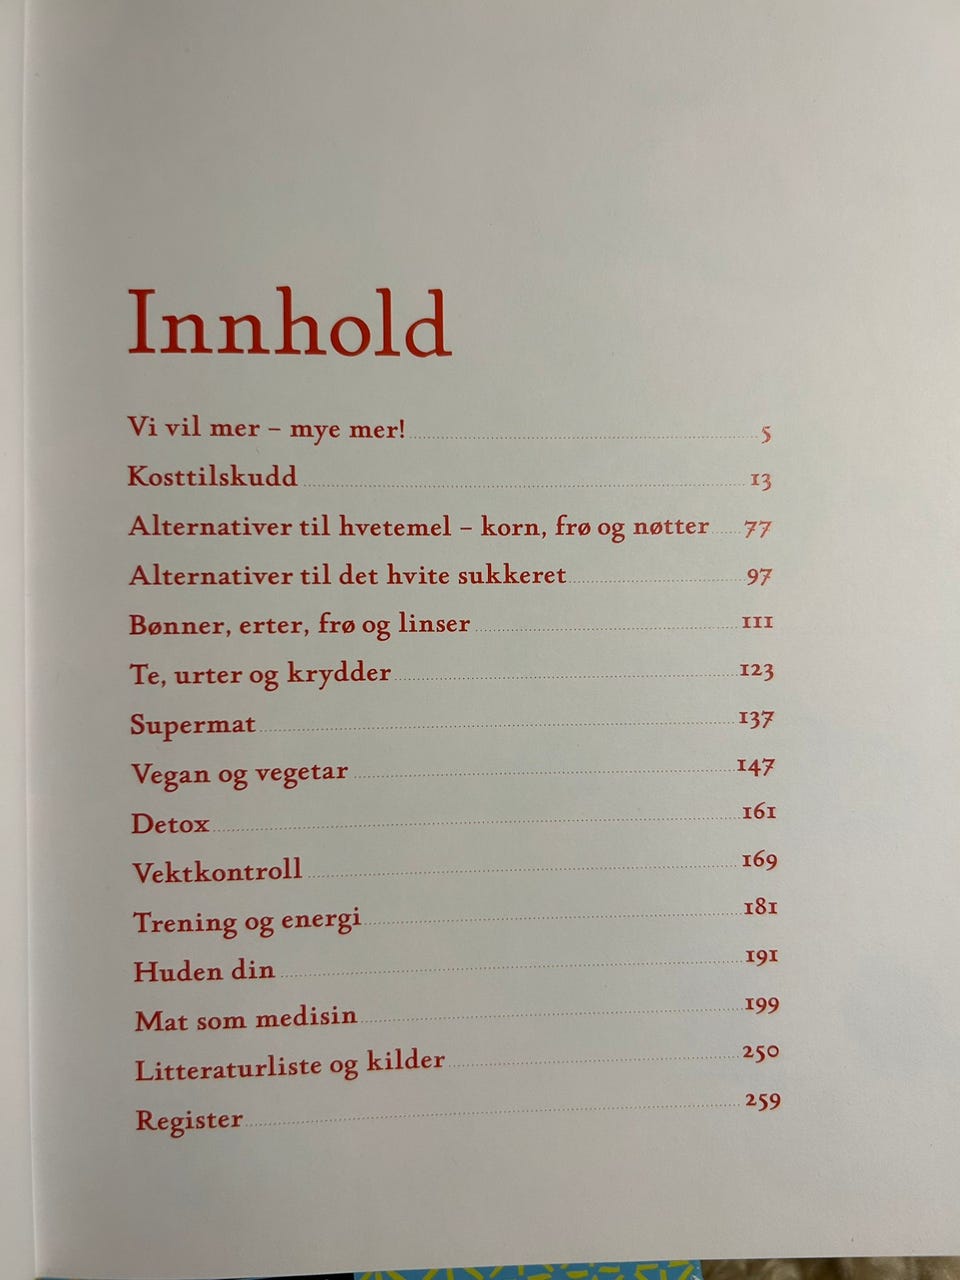 Innhold
Vi vil mer – mye mer! 5
Kosttilskudd 13
Alternativer til hvetemel – korn, frø og nøtter 77
Alternativer til det hvite sukkeret 97
Bønner, erter, frø og linser 111
Te, urter og krydder 123
Supermat 137
Vegan og vegetar 147
Detox 161
Vektkontroll 169
Trening og energi 181
Huden din 191
Mat som medisin 199
Litteraturliste og kilder 250
Register 259